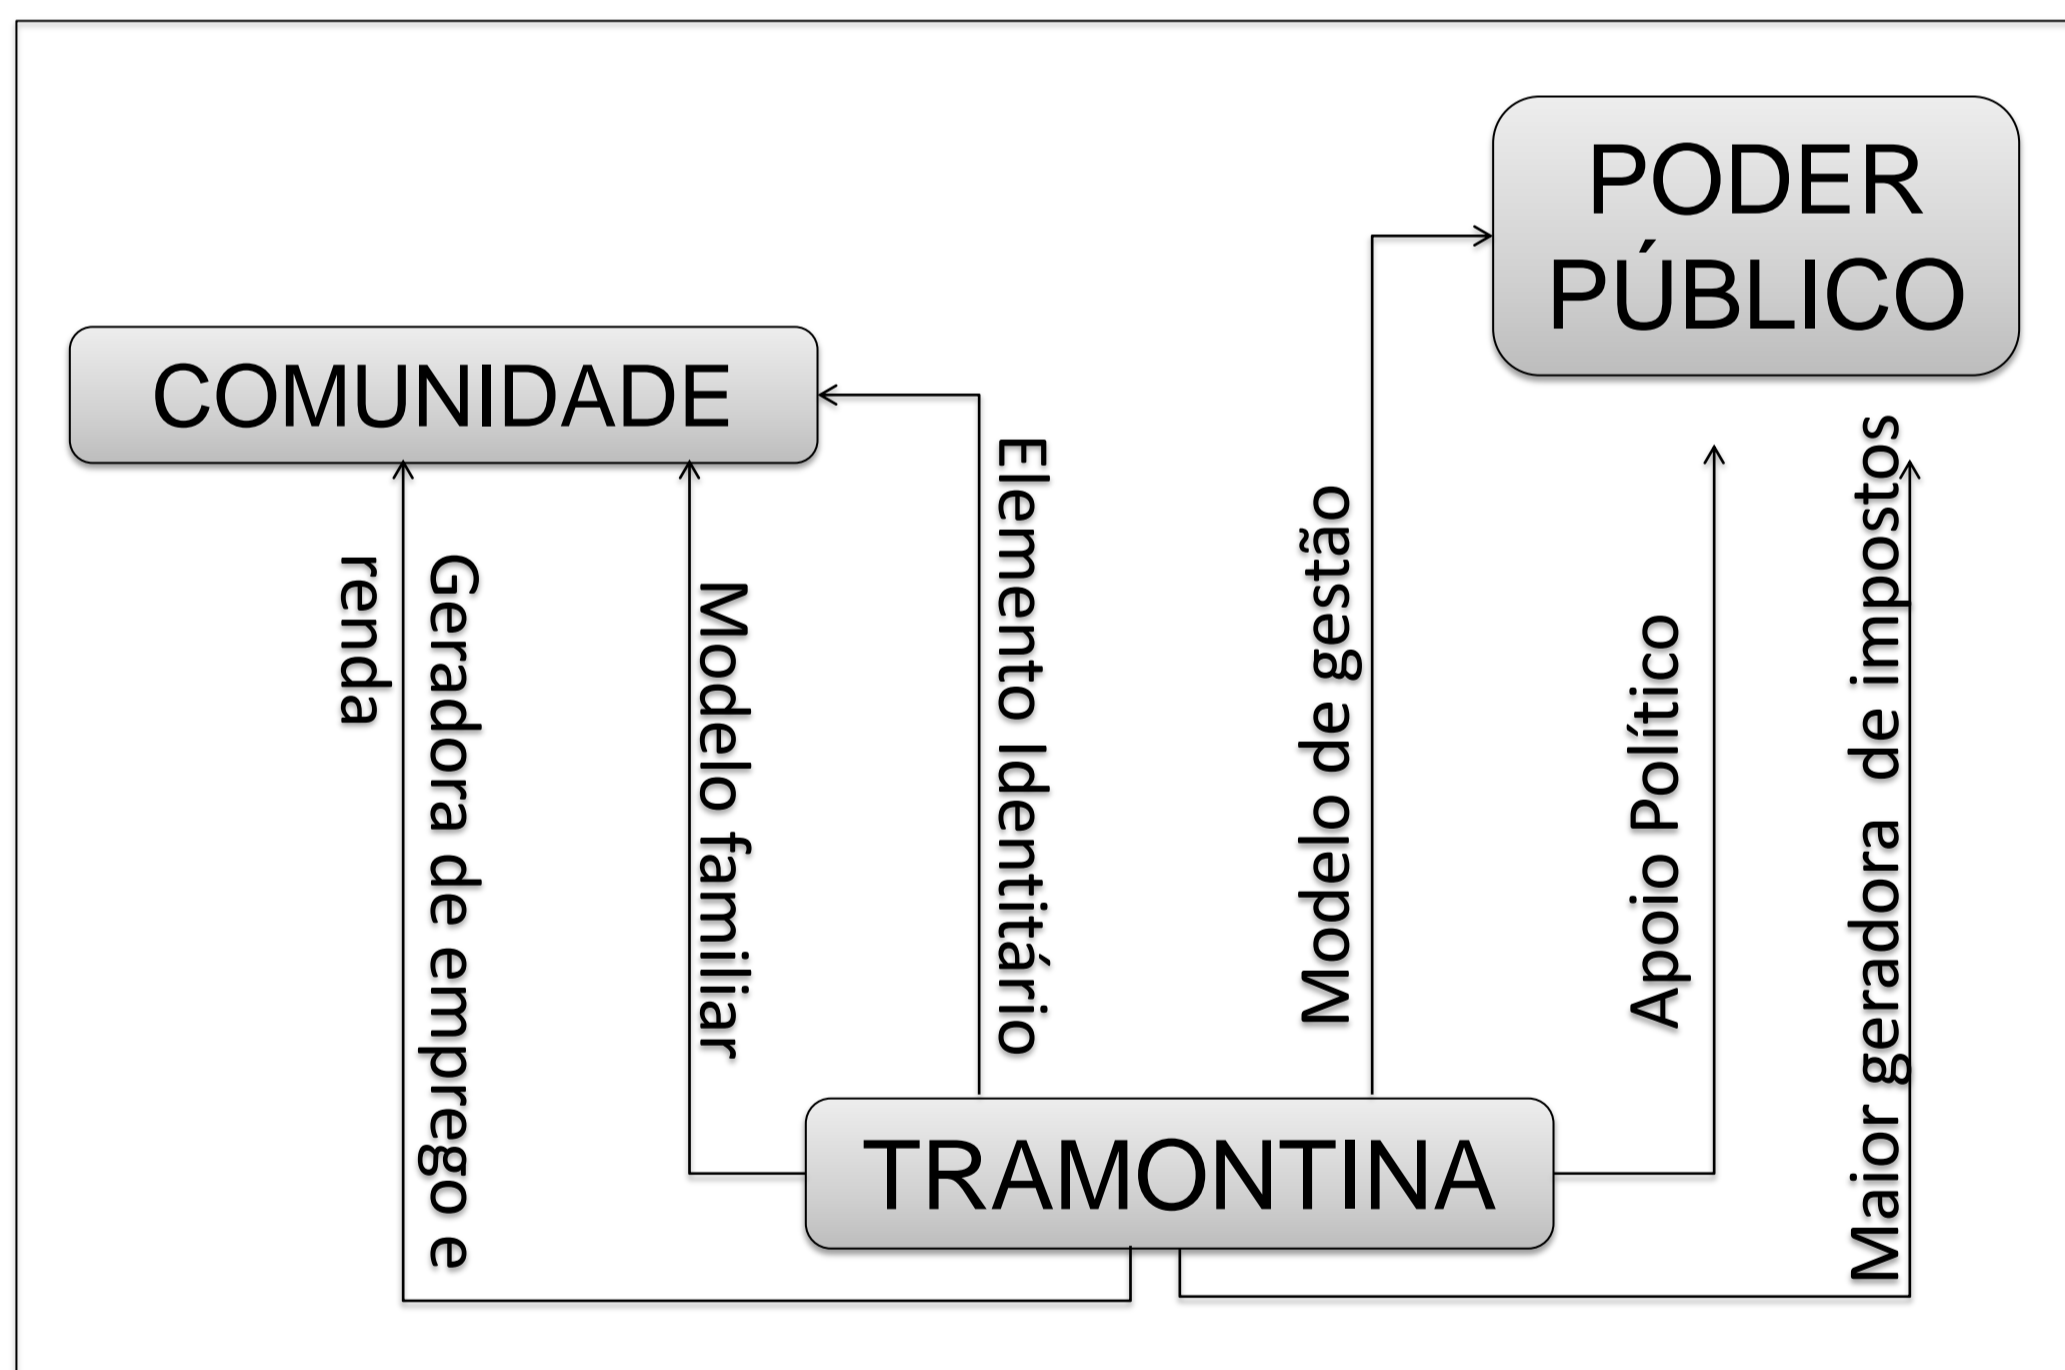 PODER
PÚBLICO
COMUNIDADE
Geradora de emprego e
renda
Modelo familiar
Elemento Identitário
Modelo de gestão
Apoio Político
Maior geradora  de impostos
TRAMONTINA